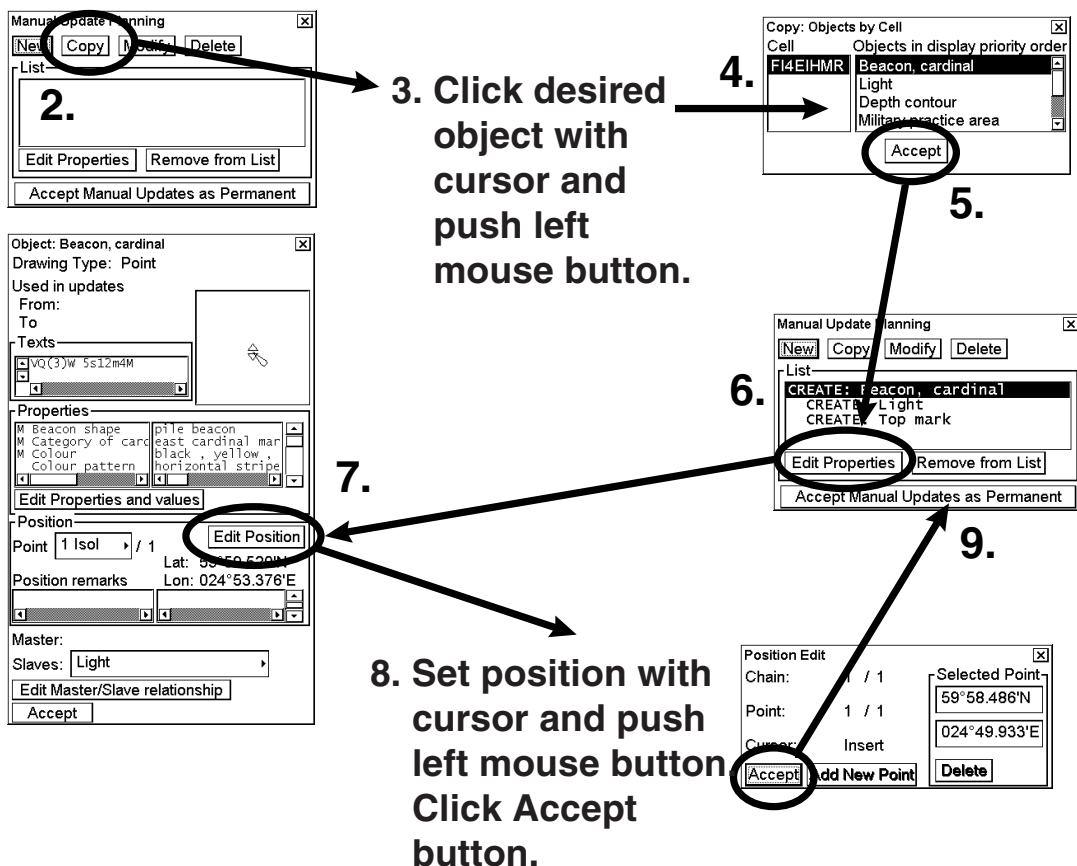 Manual Update Planning
New Copy Modify Delete
List
2.
Edit Properties Remove from List
Accept Manual Updates as Permanent
3. Click desired
object with
cursor and
push left
mouse button.
4.
Copy: Objects by Cell
Cell Objects in display priority order
FI4EIHMR Beacon, cardinal
Light
Depth contour
Military practice area
Accept
5.
Object: Beacon, cardinal
Drawing Type: Point
Used in updates
From:
To
Texts
VQ(3)W 5s12m4M
Properties
M Beacon shape pile beacon
M Category of card east cardinal mar
M Colour black , yellow ,
Colour pattern horizontal stripe
Edit Properties and values
Position
Edit Position
Point 1 Isol / 1
Lat:
Position remarks Lon: 024°53.376'E
Master:
Slaves: Light
Edit Master/Slave relationship
Accept
6.
Manual Update Planning
New Copy Modify Delete
List
CREATE: Beacon, cardinal
CREATE: Light
CREATE: Top mark
Edit Properties Remove from List
Accept Manual Updates as Permanent
7.
8. Set position with
cursor and push
left mouse button.
Click Accept
button.
9.
Position Edit
Chain: 1 / 1
Selected Point
59°58.486'N
Point: 1 / 1
024°49.933'E
Cursor: Insert
Accept Add New Point Delete